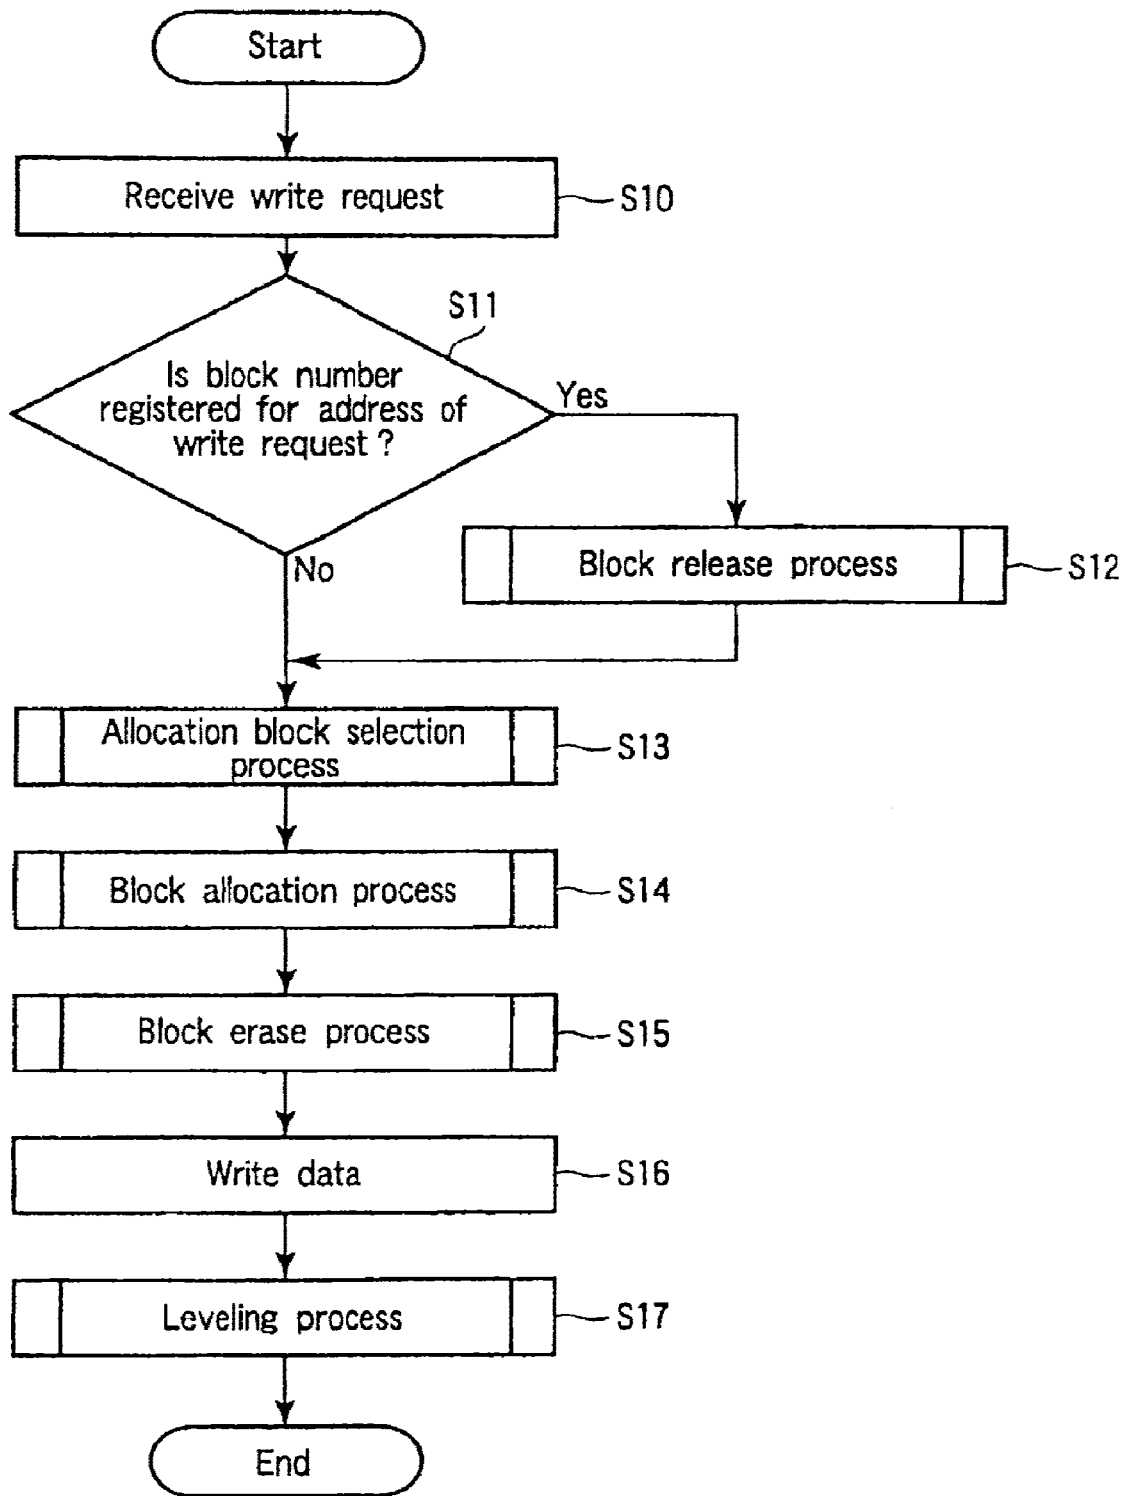 Start
Receive write request
S10
S11
Is block number
registered for address of
write request ?
Yes
No
Block release process
S12
Allocation block selection
process
S13
Block allocation process
S14
Block erase process
S15
Write data
S16
Leveling process
S17
End